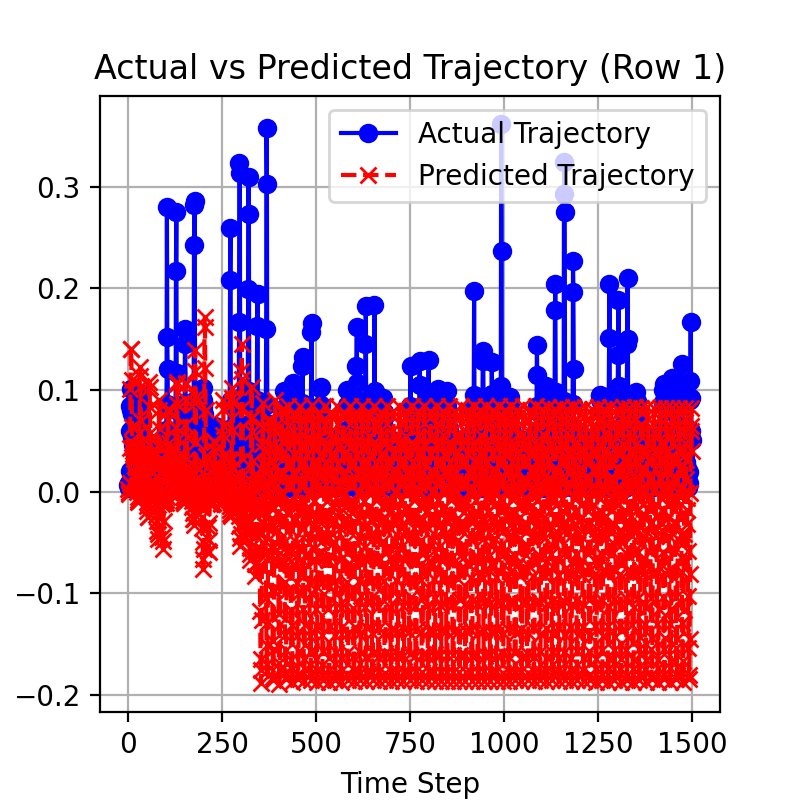 Actual vs Predicted Trajectory (Row 1)
Actual Trajectory
Predicted Trajectory
0.3
0.2
0.1
0.0
−0.1
−0.2
0 250 500 750 1000 1250 1500
Time Step